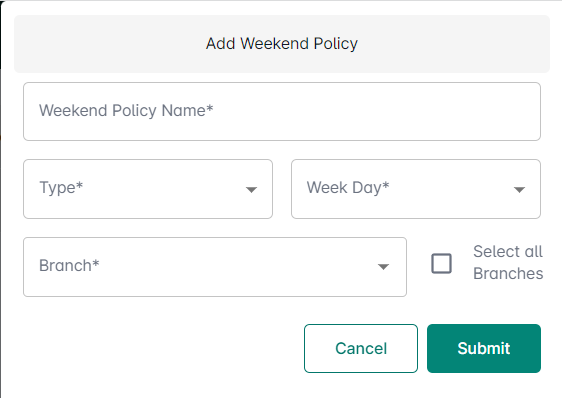 Add Weekend Policy
Weekend Policy Name*
Type*
Week Day*
Branch*
Select all
Branches
Cancel
Submit